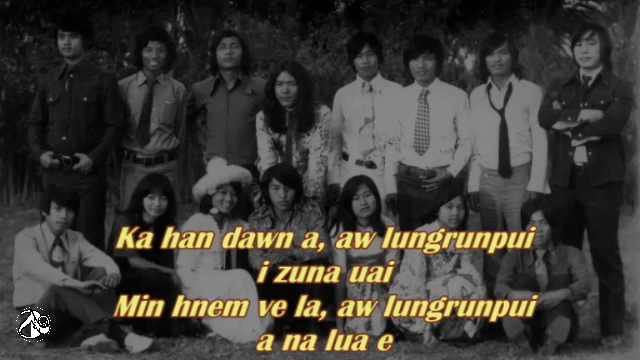 Ka han dawn a, aw lungrunpui
i zuna uai
Min hnem ve la, aw lungrunpui
a na lua e